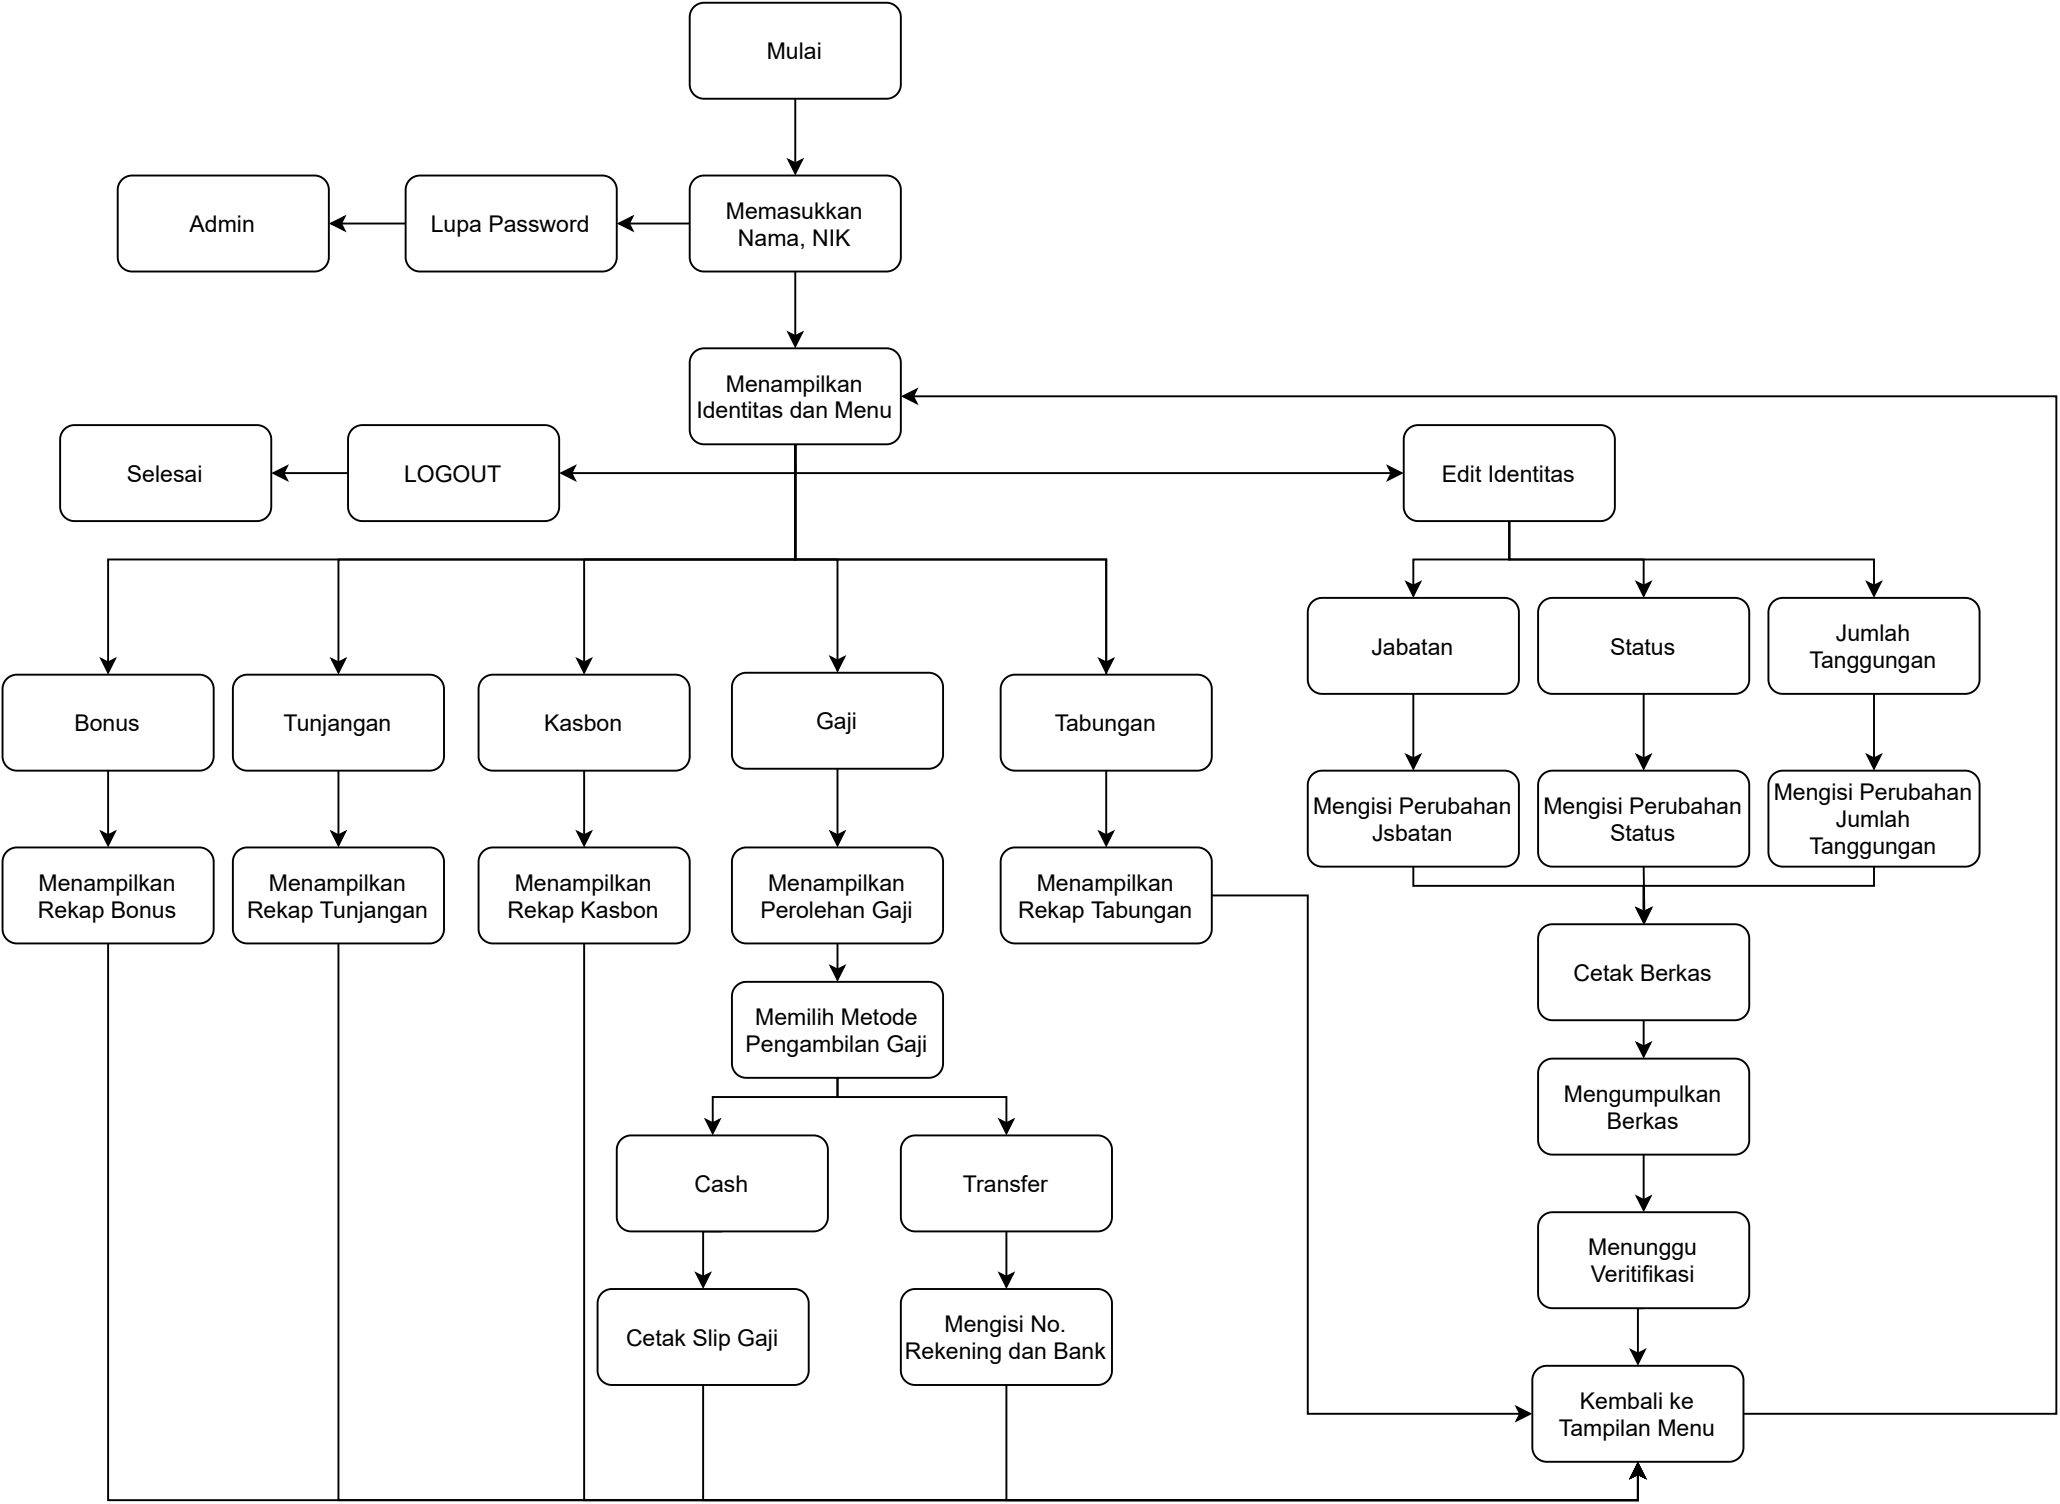 Mulai
Admin
Lupa Password
Memasukkan
Nama, NIK
Menampilkan
Identitas dan Menu
Selesai
LOGOUT
Edit Identitas
Jabatan
Status
Jumlah
Tanggungan
Bonus
Tunjangan
Kasbon
Gaji
Tabungan
Mengisi Perubahan
Jsbatan
Mengisi Perubahan
Status
Mengisi Perubahan
Jumlah
Tanggungan
Menampilkan
Rekap Bonus
Menampilkan
Rekap Tunjangan
Menampilkan
Rekap Kasbon
Menampilkan
Perolehan Gaji
Menampilkan
Rekap Tabungan
Cetak Berkas
Memilih Metode
Pengambilan Gaji
Mengumpulkan
Berkas
Cash
Transfer
Menunggu
Veritifikasi
Cetak Slip Gaji
Mengisi No.
Rekening dan Bank
Kembali ke
Tampilan Menu